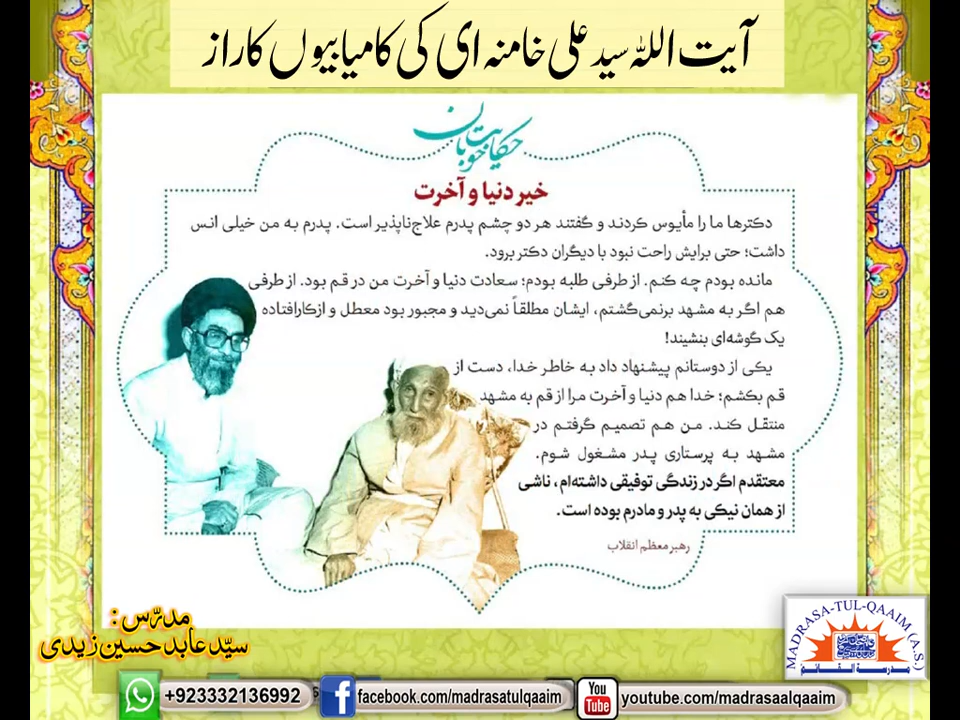 آیت اللہ سید علی خامنہ ای کی کامیابیوں کا راز
حکایت خوبان
خیر دنیا و آخرت
دکترها ما را مأیوس کردند و گفتند هر دو چشم پدرم علاج‌ناپذیر است. پدرم به من خیلی انس
داشت؛ حتی برایش راحت نبود با دیگران دکتر برود.
مانده بودم چه کنم. از طرفی طلبه بودم؛ سعادت دنیا و آخرت من در قم بود. از طرفی
هم اگر به مشهد برنمی‌گشتم، ایشان مطلقاً نمی‌دید و مجبور بود معطل و ازکارافتاده
یک گوشه‌ای بنشیند!
یکی از دوستانم پیشنهاد داد به خاطر خدا، دست از
قم بکشم؛ خدا هم دنیا و آخرت مرا از قم به مشهد
منتقل کند. من هم تصمیم گرفتم در
مشهد به پرستاری پدر مشغول شوم.
معتقدم اگر در زندگی توفیقی داشته‌ام، ناشی
از همان نیکی به پدر و مادرم بوده است.
رهبر معظم انقلاب
مدرّس:
سیّد عابد حسین زیدی
MADRASA-TUL-QAAIM (A.S)
مدرسة القائم
+923332136992
facebook.com/madrasatulqaaim
You Tube
youtube.com/madrasaalqaaim